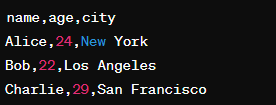 name,age,city
Alice,24,New York
Bob,22,Los Angeles
Charlie,29,San Francisco